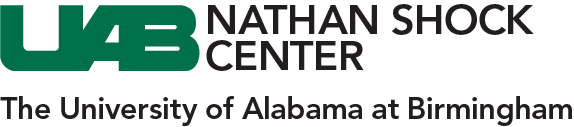 UAB NATHAN SHOCK
CENTER
The University of Alabama at Birmingham